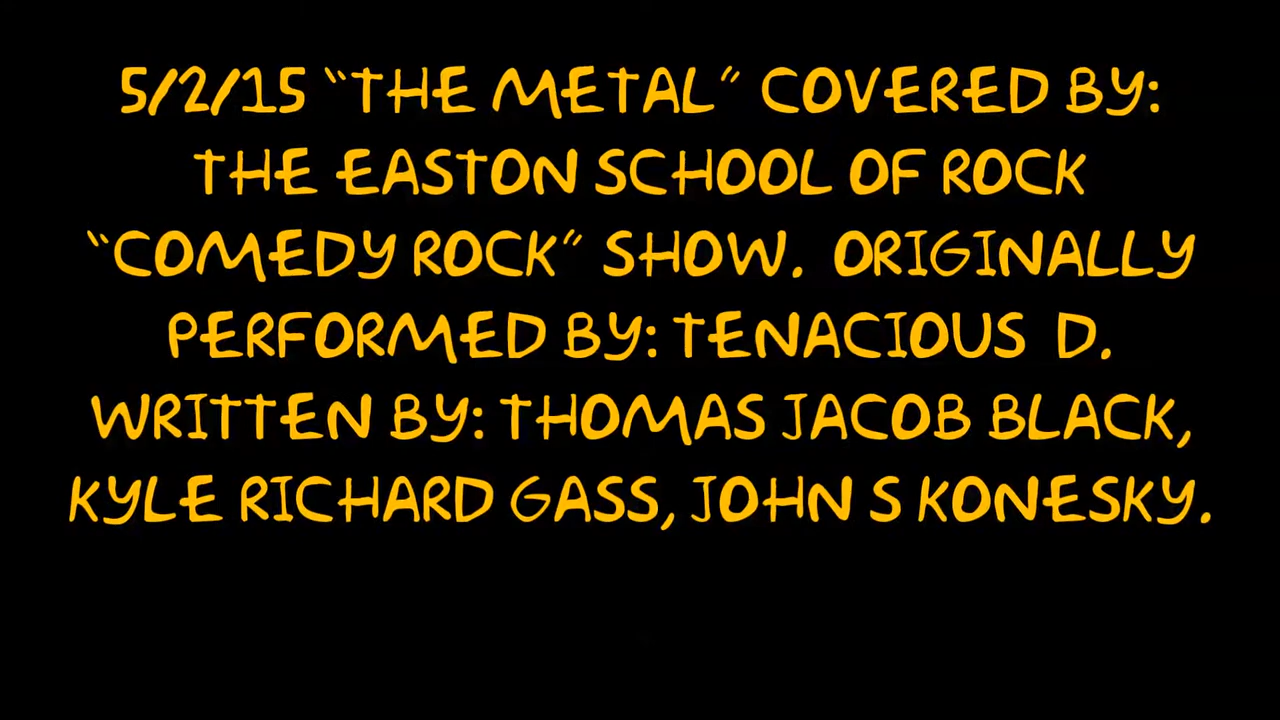 5/2/15 "THE METAL" COVERED BY:
THE EASTON SCHOOL OF ROCK
"COMEDY ROCK" SHOW. ORIGINALLY
PERFORMED BY: TENACIOUS D.
WRITTEN BY: THOMAS JACOB BLACK,
KYLE RICHARD GASS, JOHN S KONESKY.